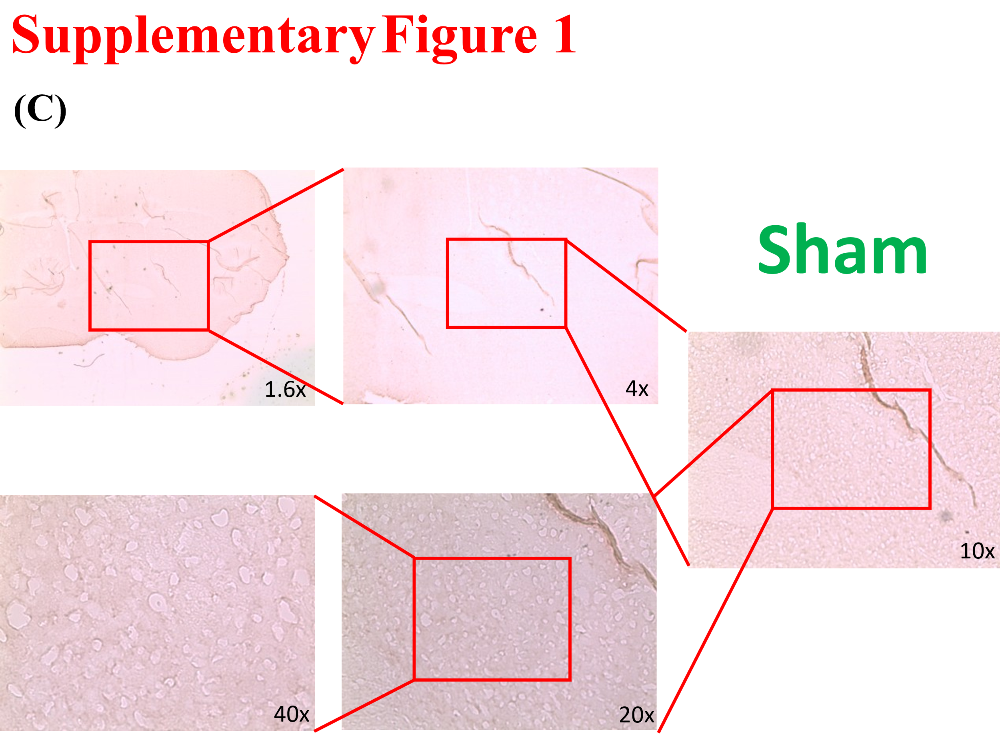 Supplementary Figure 1
(C)
Sham
1.6x
4x
10x
40x
20x